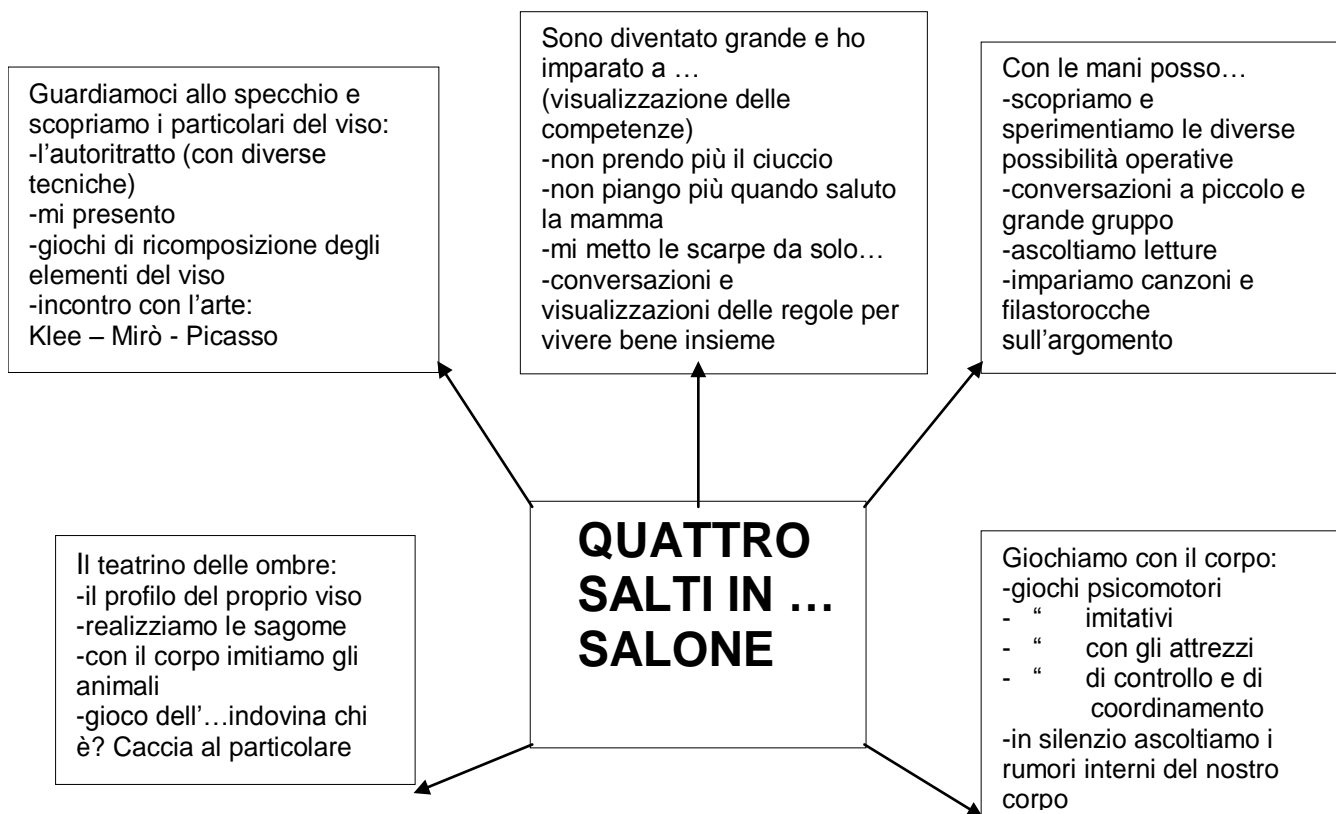 Guardiamoci allo specchio e
scopriamo i particolari del viso:
-l'autoritratto (con diverse
tecniche)
-mi presento
-giochi di ricomposizione degli
elementi del viso
-incontro con l'arte:
Klee – Mirò - Picasso
Sono diventato grande e ho
imparato a …
(visualizzazione delle
competenze)
-non prendo più il ciuccio
-non piango più quando saluto
la mamma
-mi metto le scarpe da solo…
-conversazioni e
visualizzazioni delle regole per
vivere bene insieme
Con le mani posso…
-scopriamo e
sperimentiamo le diverse
possibilità operative
-conversazioni a piccolo e
grande gruppo
-ascoltiamo letture
-impariamo canzoni e
filastorocche
sull'argomento
QUATTRO
SALTI IN …
SALONE
Il teatrino delle ombre:
-il profilo del proprio viso
-realizziamo le sagome
-con il corpo imitiamo gli
animali
-gioco dell'…indovina chi
è? Caccia al particolare
Giochiamo con il corpo:
-giochi psicomotori
- “ imitativi
- “ con gli attrezzi
- “ di controllo e di
coordinamento
-in silenzio ascoltiamo i
rumori interni del nostro
corpo